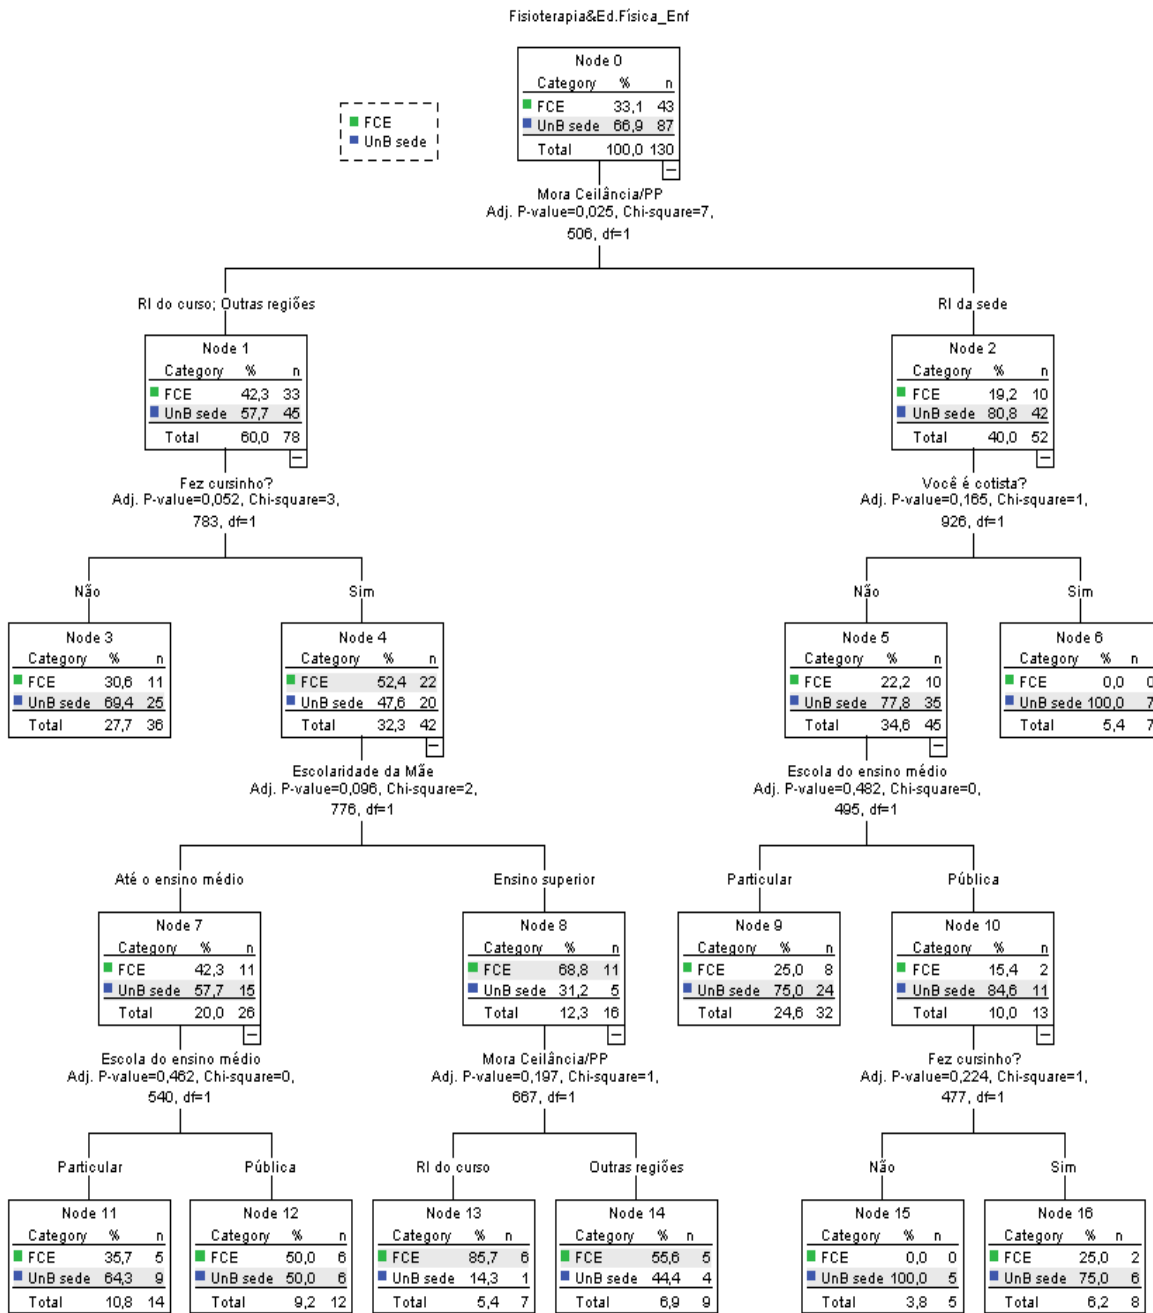 Fisioterapia&Ed.Física_Enf
FCE
UnB sede
Node 0
Category % n
FCE 33,1 43
UnB sede 66,9 87
Total 100,0 130
Mora Ceilância/PP
Adj. P-value=0,025, Chi-square=7,
506, df=1
RI do curso; Outras regiões
RI da sede
Node 1
Category % n
FCE 42,3 33
UnB sede 57,7 45
Total 60,0 78
Node 2
Category % n
FCE 19,2 10
UnB sede 80,8 42
Total 40,0 52
Fez cursinho?
Adj. P-value=0,052, Chi-square=3,
783, df=1
Você é cotista?
Adj. P-value=0,165, Chi-square=1,
926, df=1
Não
Sim
Não
Sim
Node 3
Category % n
FCE 30,6 11
UnB sede 69,4 25
Total 27,7 36
Node 4
Category % n
FCE 52,4 22
UnB sede 47,6 20
Total 32,3 42
Node 5
Category % n
FCE 22,2 10
UnB sede 77,8 35
Total 34,6 45
Node 6
Category % n
FCE 0,0 0
UnB sede 100,0 7
Total 5,4 7
Escolaridade da Mãe
Adj. P-value=0,096, Chi-square=2,
776, df=1
Escola do ensino médio
Adj. P-value=0,482, Chi-square=0,
495, df=1
Até o ensino médio
Ensino superior
Particular
Pública
Node 7
Category % n
FCE 42,3 11
UnB sede 57,7 15
Total 20,0 26
Node 8
Category % n
FCE 68,8 11
UnB sede 31,2 5
Total 12,3 16
Node 9
Category % n
FCE 25,0 8
UnB sede 75,0 24
Total 24,6 32
Node 10
Category % n
FCE 15,4 2
UnB sede 84,6 11
Total 10,0 13
Escola do ensino médio
Adj. P-value=0,462, Chi-square=0,
540, df=1
Mora Ceilância/PP
Adj. P-value=0,197, Chi-square=1,
667, df=1
Fez cursinho?
Adj. P-value=0,224, Chi-square=1,
477, df=1
Particular
Pública
RI do curso
Outras regiões
Não
Sim
Node 11
Category % n
FCE 35,7 5
UnB sede 64,3 9
Total 10,8 14
Node 12
Category % n
FCE 50,0 6
UnB sede 50,0 6
Total 9,2 12
Node 13
Category % n
FCE 85,7 6
UnB sede 14,3 1
Total 5,4 7
Node 14
Category % n
FCE 55,6 5
UnB sede 44,4 4
Total 6,9 9
Node 15
Category % n
FCE 0,0 0
UnB sede 100,0 5
Total 3,8 5
Node 16
Category % n
FCE 25,0 2
UnB sede 75,0 6
Total 6,2 8